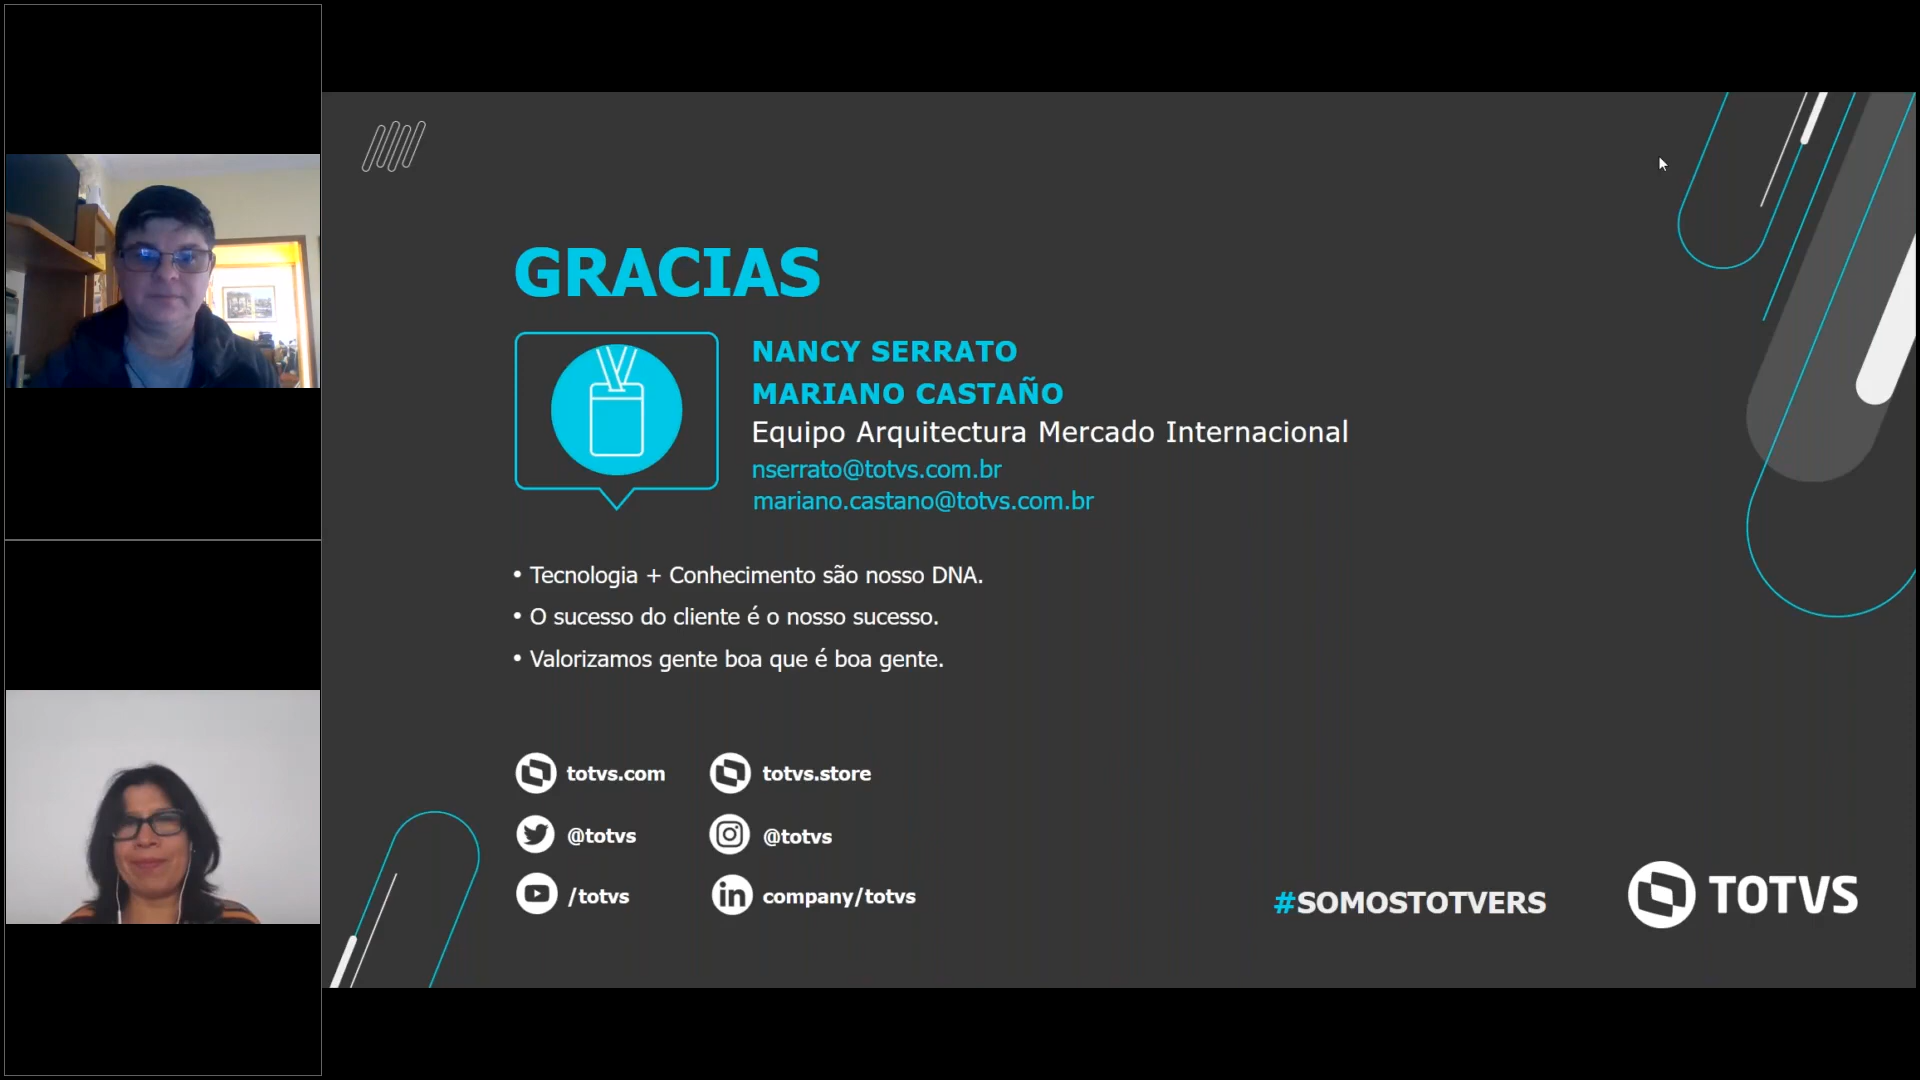 GRACIAS
NANCY SERRATO
MARIANO CASTAÑO
Equipo Arquitectura Mercado Internacional
nserrato@totvs.com.br
mariano.castano@totvs.com.br
• Tecnologia + Conhecimento são nosso DNA.
• O sucesso do cliente é o nosso sucesso.
• Valorizamos gente boa que é boa gente.
totvs.com
totvs.store
@totvs
@totvs
/totvs
in company/totvs
#SOMOSTOTVERS
TOTVS